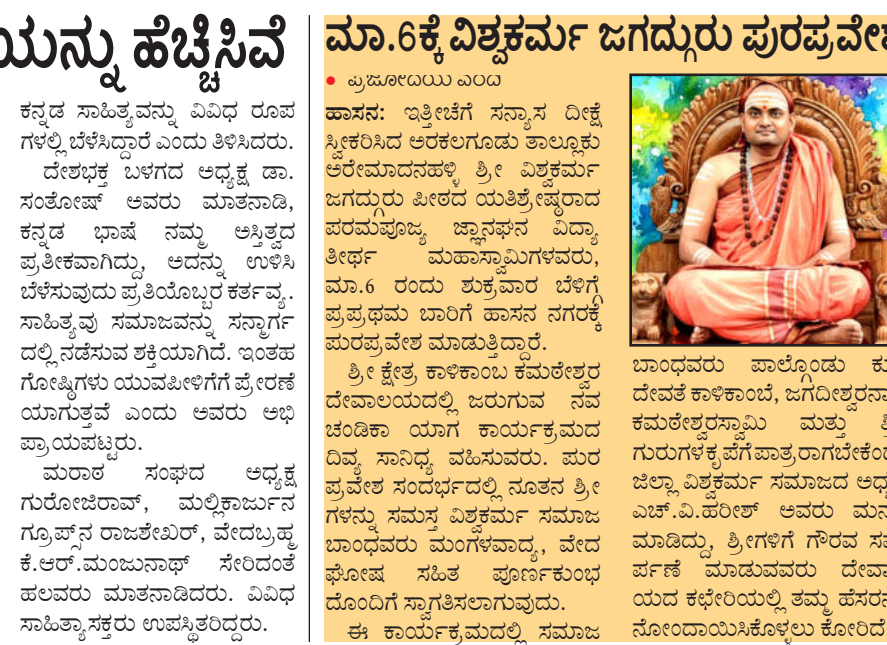 ಯನ್ನು ಹೆಚ್ಚಿಸಿವೆ
ಕನ್ನಡ ಸಾಹಿತ್ಯವನ್ನು ವಿವಿಧ ರೂಪ
ಗಳಲ್ಲಿ ಬೆಳೆಸಿದ್ದಾರೆ ಎಂದು ತಿಳಿಸಿದರು.
ದೇಶಭಕ್ತ ಬಳಗದ ಅಧ್ಯಕ್ಷ ಡಾ.
ಸಂತೋಷ್ ಅವರು ಮಾತನಾಡಿ,
ಕನ್ನಡ ಭಾಷೆ ನಮ್ಮ ಅಸ್ತಿತ್ವದ
ಪ್ರತೀಕವಾಗಿದ್ದು, ಅದನ್ನು ಉಳಿಸಿ
ಬೆಳೆಸುವುದು ಪ್ರತಿಯೊಬ್ಬರ ಕರ್ತವ್ಯ.
ಸಾಹಿತ್ಯವು ಸಮಾಜವನ್ನು ಸನ್ಮಾರ್ಗ
ದಲ್ಲಿ ನಡೆಸುವ ಶಕ್ತಿಯಾಗಿದೆ. ಇಂತಹ
ಗೋಷ್ಠಿಗಳು ಯುವಪೀಳಿಗೆಗೆ ಪ್ರೇರಣೆ
ಯಾಗುತ್ತವೆ ಎಂದು ಅವರು ಅಭಿ
ಪ್ರಾಯಪಟ್ಟರು.
ಮರಾಠ ಸಂಘದ ಅಧ್ಯಕ್ಷ
ಗುರೋಜಿರಾವ್, ಮಲ್ಲಿಕಾರ್ಜುನ
ಗ್ರೂಪ್ಸ್‌ನ ರಾಜಶೇಖರ್, ವೇದಬ್ರಹ್ಮ
ಕೆ.ಆರ್.ಮಂಜುನಾಥ್ ಸೇರಿದಂತೆ
ಹಲವರು ಮಾತನಾಡಿದರು. ವಿವಿಧ
ಸಾಹಿತ್ಯಾಸಕ್ತರು ಉಪಸ್ಥಿತರಿದ್ದರು.
ಮಾ.6ಕ್ಕೆ ವಿಶ್ವಕರ್ಮ ಜಗದ್ಗುರು ಪುರಪ್ರವೇಶ
ಹಾಸನ: ಇತ್ತೀಚೆಗೆ ಸನ್ಯಾಸ ದೀಕ್ಷೆ
ಸ್ವೀಕರಿಸಿದ ಅರಕಲಗೂಡು ತಾಲ್ಲೂಕು
ಅರೇಮಾದನಹಳ್ಳಿ ಶ್ರೀ ವಿಶ್ವಕರ್ಮ
ಜಗದ್ಗುರು ಪೀಠದ ಯತಿಶ್ರೇಷ್ಠರಾದ
ಪರಮಪೂಜ್ಯ ಜ್ಞಾನಘನ ವಿದ್ಯಾ
ತೀರ್ಥ ಮಹಾಸ್ವಾಮಿಗಳವರು,
ಮಾ.6 ರಂದು ಶುಕ್ರವಾರ ಬೆಳಿಗ್ಗೆ
ಪ್ರಪ್ರಥಮ ಬಾರಿಗೆ ಹಾಸನ ನಗರಕ್ಕೆ
ಪುರಪ್ರವೇಶ ಮಾಡುತ್ತಿದ್ದಾರೆ.
ಶ್ರೀ ಕ್ಷೇತ್ರ ಕಾಳಿಕಾಂಬ ಕಮಠೇಶ್ವರ
ದೇವಾಲಯದಲ್ಲಿ ಜರುಗುವ ನವ
ಚಂಡಿಕಾ ಯಾಗ ಕಾರ್ಯಕ್ರಮದ
ದಿವ್ಯ ಸಾನಿಧ್ಯ ವಹಿಸುವರು. ಪುರ
ಪ್ರವೇಶ ಸಂದರ್ಭದಲ್ಲಿ ನೂತನ ಶ್ರೀ
ಗಳನ್ನು ಸಮಸ್ತ ವಿಶ್ವಕರ್ಮ ಸಮಾಜ
ಬಾಂಧವರು ಮಂಗಳವಾದ್ಯ, ವೇದ
ಘೋಷ ಸಹಿತ ಪೂರ್ಣಕುಂಭ
ದೊಂದಿಗೆ ಸ್ವಾಗತಿಸಲಾಗುವುದು.
ಈ ಕಾರ್ಯಕ್ರಮದಲ್ಲಿ ಸಮಾಜ
ಬಾಂಧವರು ಪಾಲ್ಗೊಂಡು
ದೇವತೆ ಕಾಳಿಕಾಂಬೆ,
ಕಮಠೇಶ್ವರಸ್ವಾಮಿ ಮತ್ತು
ಗುರುಗಳ ಕೃಪೆಗೆ ಪಾತ್ರರಾಗಬೇಕೆಂದು
ಜಿಲ್ಲಾ ವಿಶ್ವಕರ್ಮ ಸಮಾಜದ
ಎಚ್.ವಿ.ಹರೀಶ್ ಅವರು
ಮಾಡಿದ್ದು, ಶ್ರೀಗಳಿಗೆ ಗೌರವ
ರ್ಪಣೆ ಮಾಡುವವರು
ಯದ ಕಛೇರಿಯಲ್ಲಿ ತಮ್ಮ
ನೋಂದಾಯಿಸಿಕೊಳ್ಳಲು